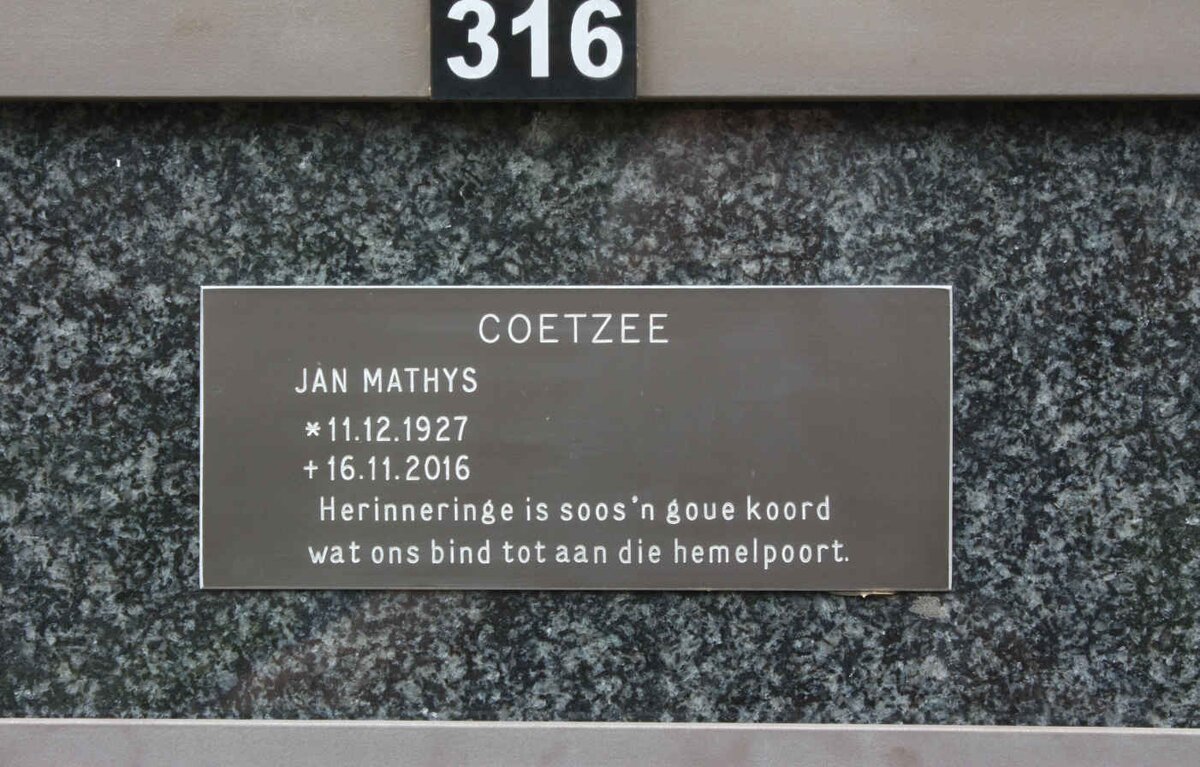 316
COETZEE
JAN MATHYS
*11.12.1927
+16.11.2016
Herinneringe is soos 'n goue koord
wat ons bind tot aan die hemelpoort.